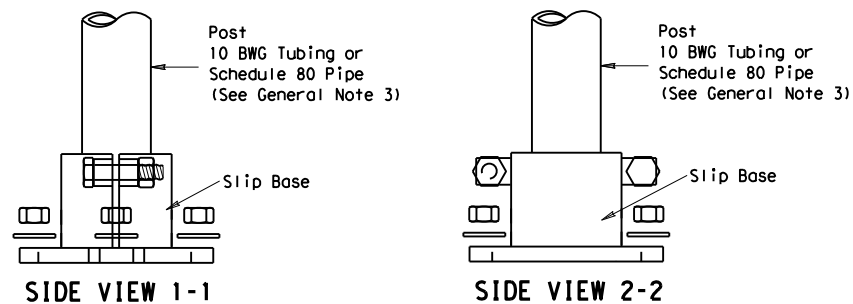 Post
10 BWG Tubing or
Schedule 80 Pipe
(See General Note 3)
Slip Base
SIDE VIEW 1-1
Post
10 BWG Tubing or
Schedule 80 Pipe
(See General Note 3)
Slip Base
SIDE VIEW 2-2